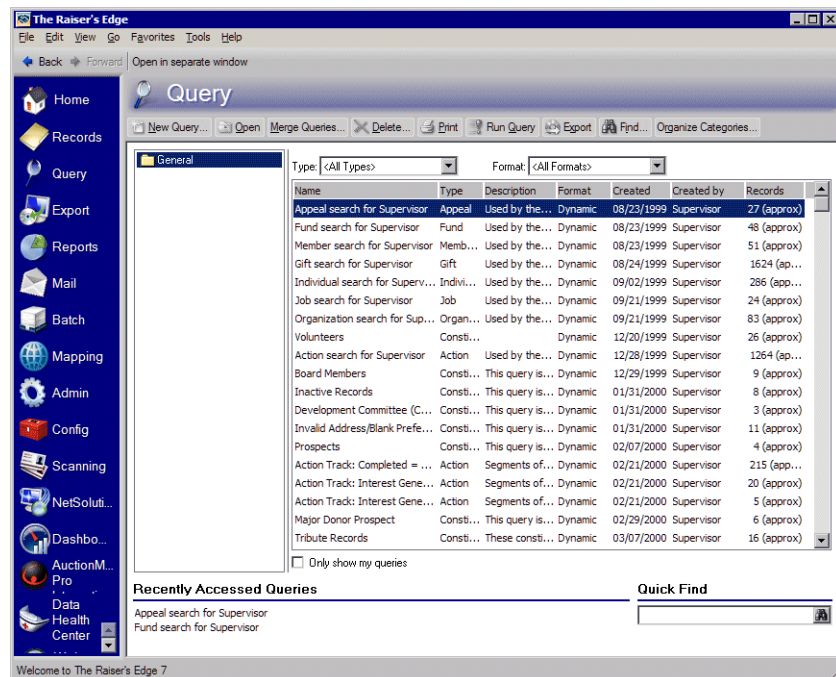 The Raiser's Edge
File Edit View Go Favorites Tools Help
Back Forward Open in separate window
Query
New Query... Open Merge Queries... Delete... Print Run Query Export Find... Organize Categories...
Home
Records
Query
Export
Reports
Mail
Batch
Mapping
Admin
Config
Scanning
NetSoluti...
Dashbo...
AuctionM...
Pro
Data
Health
Center
General
Type: <All Types> Format: <All Formats>
Name Type Description Format Created Created by Records
Appeal search for Supervisor Appeal Used by the... Dynamic 08/23/1999 Supervisor 27 (approx)
Fund search for Supervisor Fund Used by the... Dynamic 08/23/1999 Supervisor 48 (approx)
Member search for Supervisor Memb... Used by the... Dynamic 08/23/1999 Supervisor 51 (approx)
Gift search for Supervisor Gift Used by the... Dynamic 08/24/1999 Supervisor 1624 (ap...
Individual search for Superv... Indivi... Used by the... Dynamic 09/02/1999 Supervisor 286 (app...
Job search for Supervisor Job Used by the... Dynamic 09/21/1999 Supervisor 24 (approx)
Organization search for Sup... Organ... Used by the... Dynamic 09/21/1999 Supervisor 83 (approx)
Volunteers Consti... Dynamic 12/20/1999 Supervisor 26 (approx)
Action search for Supervisor Action Used by the... Dynamic 12/28/1999 Supervisor 1264 (ap...
Board Members Consti... This query is... Dynamic 12/29/1999 Supervisor 9 (approx)
Inactive Records Consti... This query is... Dynamic 01/31/2000 Supervisor 8 (approx)
Development Committee (C... Consti... This query is... Dynamic 01/31/2000 Supervisor 3 (approx)
Invalid Address/Blank Prefe... Consti... This query is... Dynamic 01/31/2000 Supervisor 11 (approx)
Prospects Consti... This query is... Dynamic 02/07/2000 Supervisor 4 (approx)
Action Track: Completed = ... Action Segments of... Dynamic 02/21/2000 Supervisor 215 (app...
Action Track: Interest Gene... Action Segments of... Dynamic 02/21/2000 Supervisor 20 (approx)
Action Track: Interest Gene... Action Segments of... Dynamic 02/21/2000 Supervisor 5 (approx)
Major Donor Prospect Consti... This query is... Dynamic 02/29/2000 Supervisor 6 (approx)
Tribute Records Consti... These consti... Dynamic 03/07/2000 Supervisor 16 (approx)
Only show my queries
Recently Accessed Queries
Appeal search for Supervisor
Fund search for Supervisor
Quick Find
Welcome to The Raiser's Edge 7